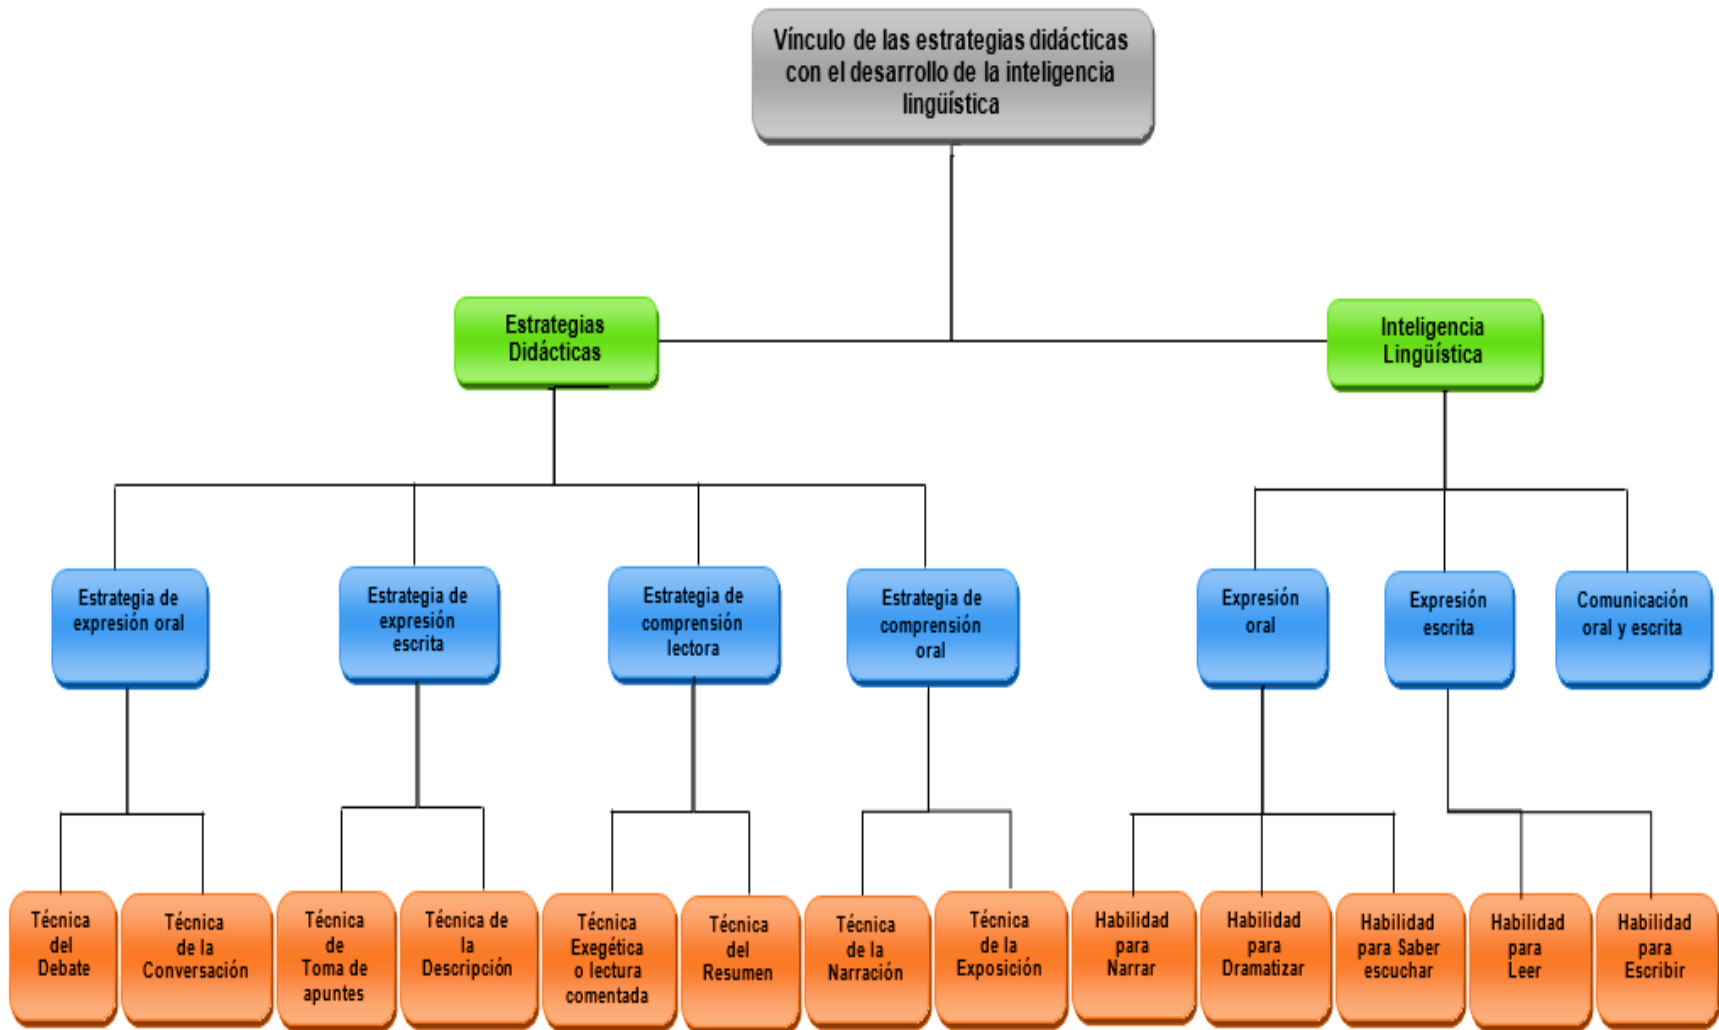 Vínculo de las estrategias didácticas
con el desarrollo de la inteligencia
lingüística
Estrategias
Didácticas
Inteligencia
Lingüística
Estrategia de
expresión oral
Estrategia de
expresión
escrita
Estrategia de
comprensión
lectora
Estrategia de
comprensión
oral
Expresión
oral
Expresión
escrita
Comunicación
oral y escrita
Técnica
del
Debate
Técnica
de la
Conversación
Técnica
de
Toma de
apuntes
Técnica de
la
Descripción
Técnica
Exegética
o lectura
comentada
Técnica
del
Resumen
Técnica
de la
Narración
Técnica
de la
Exposición
Habilidad
para
Narrar
Habilidad
para
Dramatizar
Habilidad
para Saber
escuchar
Habilidad
para
Leer
Habilidad
para
Escribir